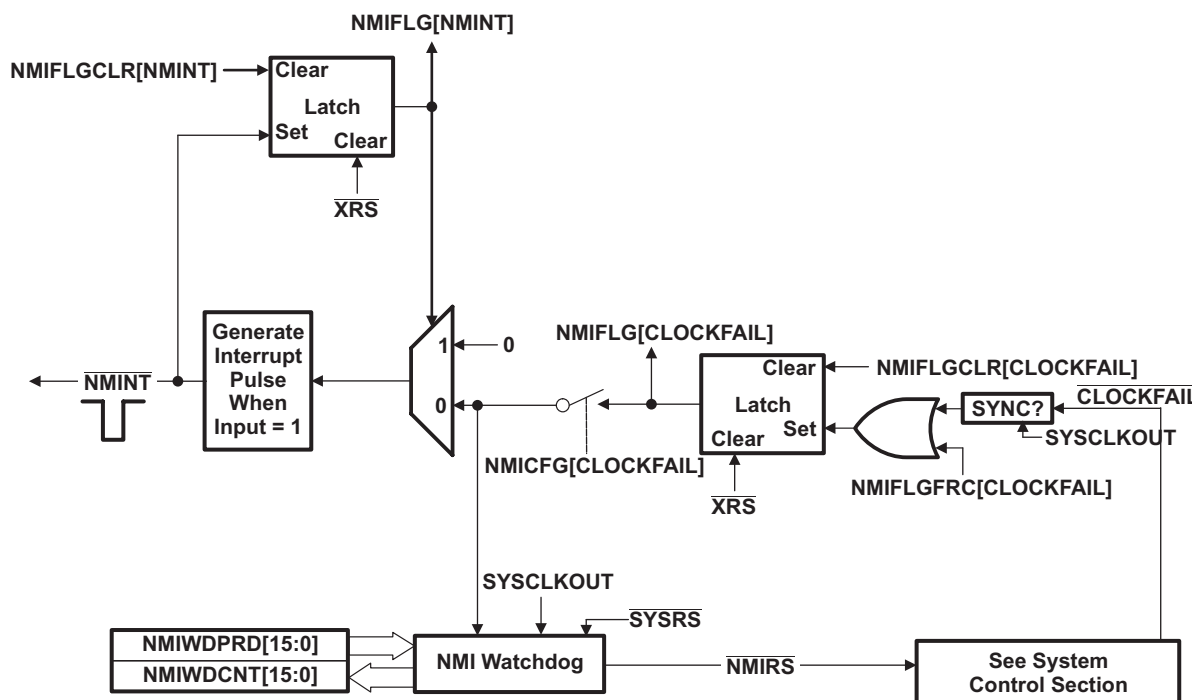 NMIFLG[NMINT]
NMIFLGCLR[NMINT]
Clear
Latch
Set
Clear
XRS
Generate
Interrupt
Pulse
When
Input = 1
NMINT
1
0
0
NMIFLG[CLOCKFAIL]
NMICFG[CLOCKFAIL]
Clear
Latch
Set
Clear
XRS
NMIFLGCLR[CLOCKFAIL]
CLOCKFAIL
SYNC?
SYSCLKOUT
NMIFLGFRC[CLOCKFAIL]
SYSCLKOUT
SYSRS
NMIWDPRD[15:0]
NMIWDCNT[15:0]
NMI Watchdog
NMIRS
See System
Control Section